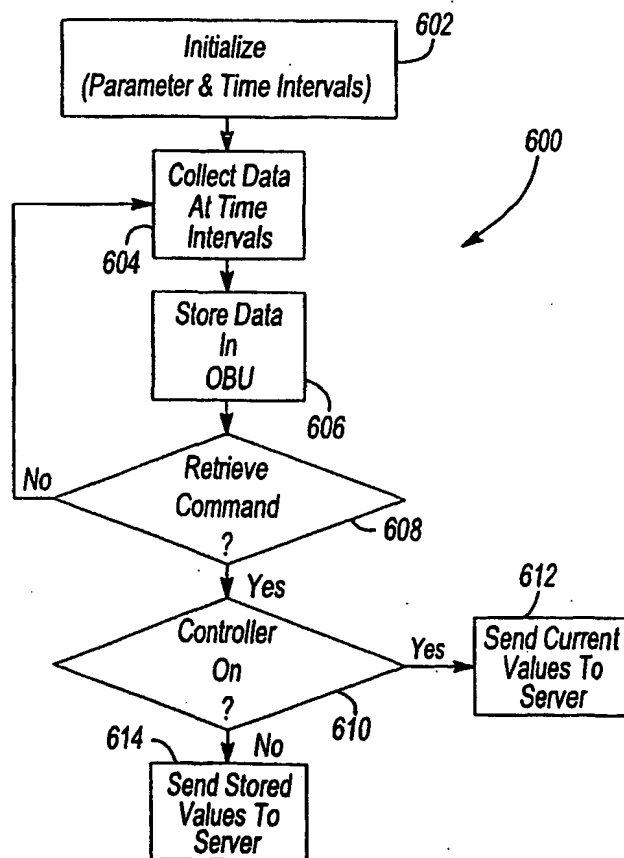 Initialize
(Parameter & Time Intervals)
602
600
Collect Data
At Time
Intervals
604
Store Data
In
OBU
606
No
Retrieve
Command
?
608
Yes
Controller
On
?
610
Yes
612
Send Current
Values To
Server
No
614
Send Stored
Values To
Server